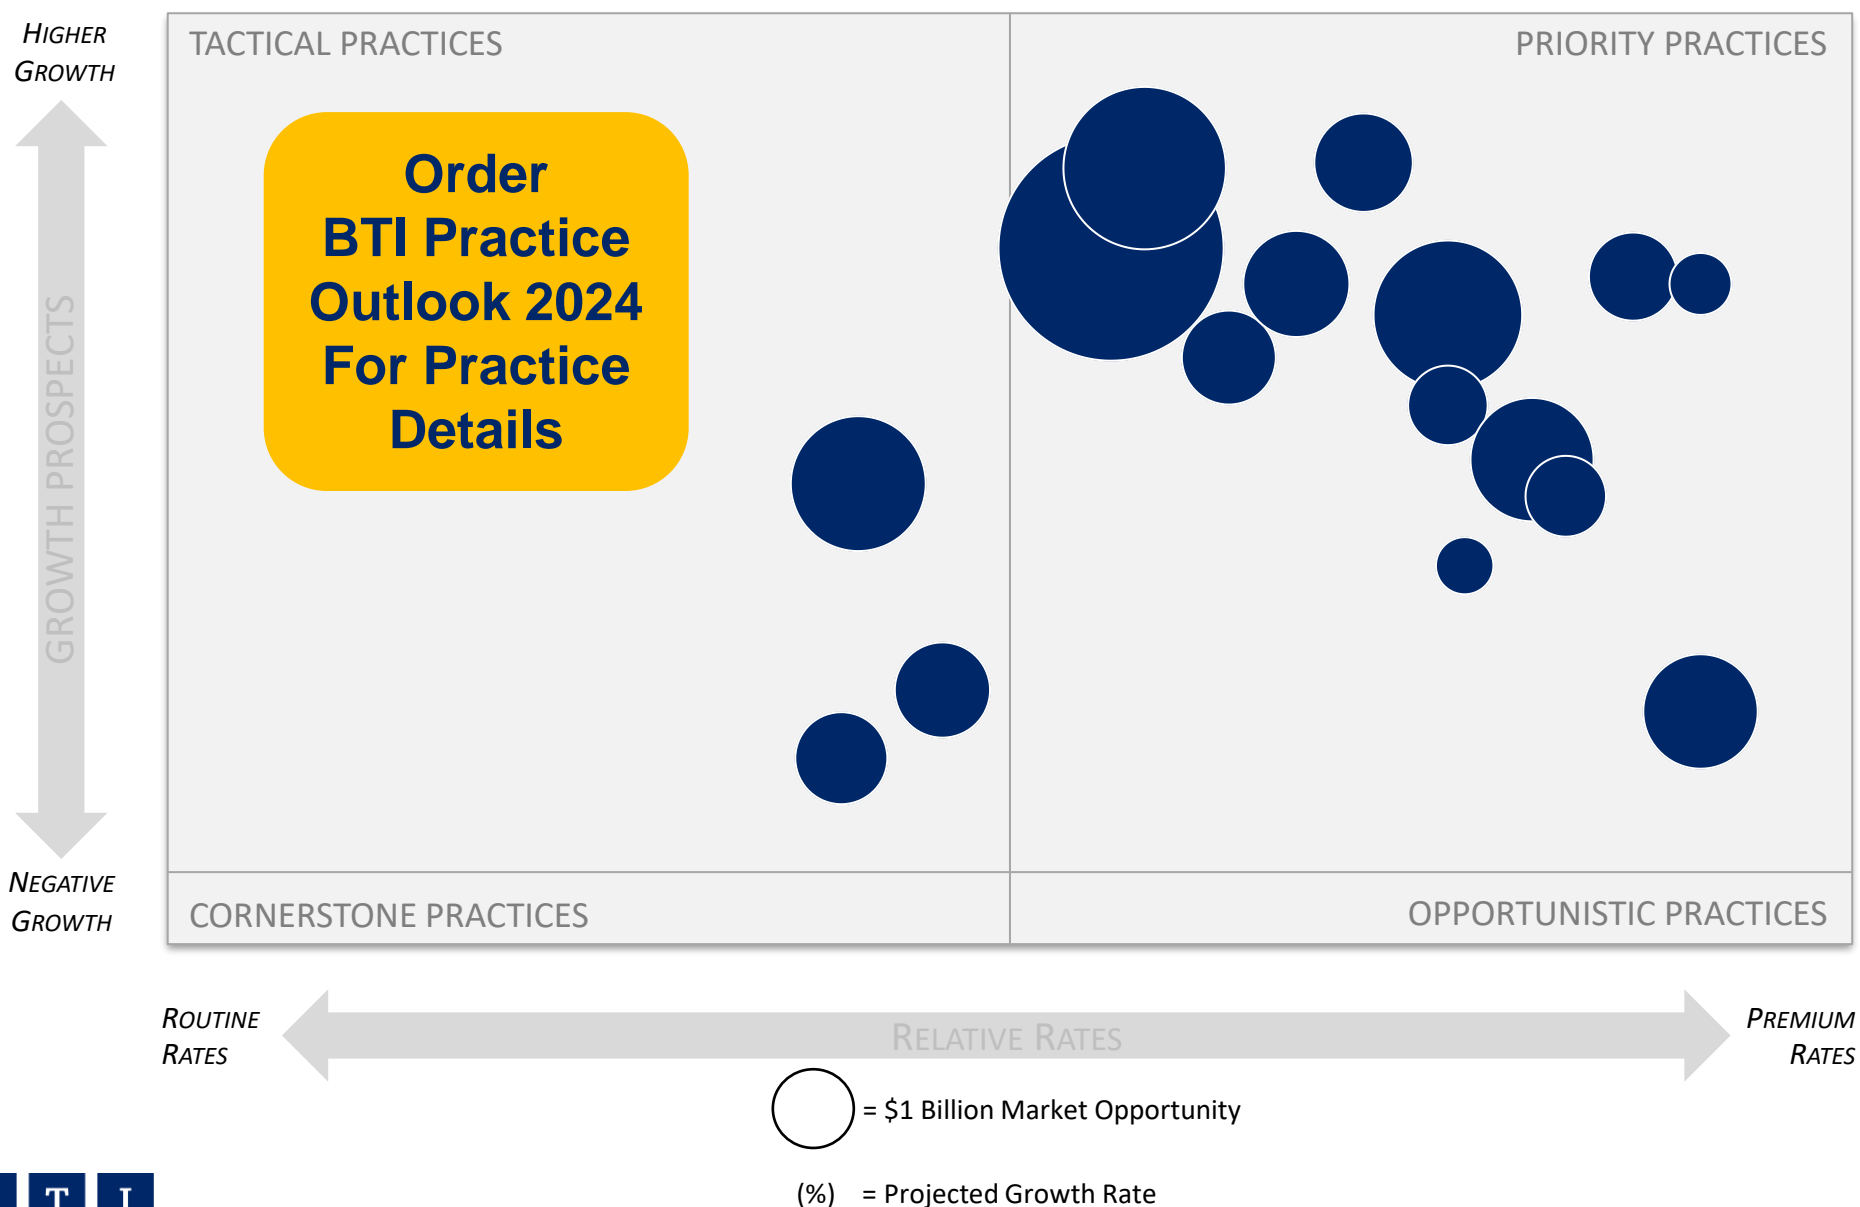 HIGHER
GROWTH
TACTICAL PRACTICES
PRIORITY PRACTICES
Order
BTI Practice
Outlook 2024
For Practice
Details
GROWTH PROSPECTS
NEGATIVE
GROWTH
CORNERSTONE PRACTICES
OPPORTUNISTIC PRACTICES
ROUTINE
RATES
RELATIVE RATES
PREMIUM
RATES
= $1 Billion Market Opportunity
(%) = Projected Growth Rate
T I